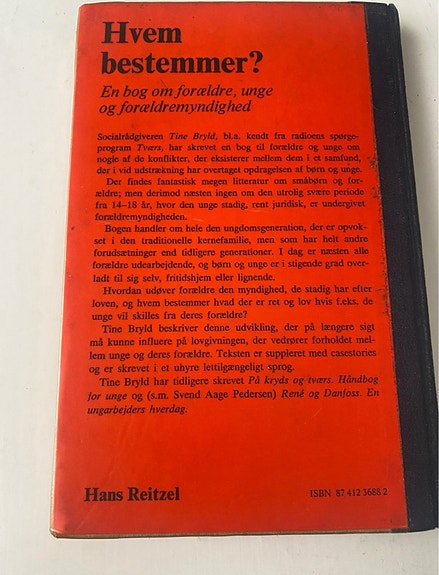 Hvem
bestemmer?
En bog om forældre, unge
og forældremyndighed
Socialrådgiveren Tine Bryld, bl.a. kendt fra radioens spørge-
program Tværs, har skrevet en bog til forældre og unge om
nogle af de konflikter, der eksisterer mellem dem i et samfund,
der i vid udstrækning har overtaget opdragelsen af børn og unge.
Der findes fantastisk megen litteratur om småbørn og for-
ældre; men derimod næsten ingen om den utrolig svære periode
fra 14–18 år, hvor den unge stadig, rent juridisk, er undergivet
forældremyndigheden.
Bogen handler om hele den ungdomsgeneration, der er opvok-
set i den traditionelle kernefamilie, men som har helt andre
forudsætninger end tidligere generationer. I dag er næsten alle
forældre udearbejdende, og børn og unge er i stigende grad over-
ladt til sig selv, fritidshjem eller lignende.
Hvordan udøver forældre den myndighed, de stadig har efter
loven, og hvem bestemmer hvad der er ret og lov hvis f.eks. de
unge vil skilles fra deres forældre?
Tine Bryld beskriver denne udvikling, der på længere sigt
må kunne influere på lovgivningen, der vedrører forholdet mel-
lem unge og deres forældre. Teksten er suppleret med casestories
og er skrevet i et uhyre lettilgængeligt sprog.
Tine Bryld har tidligere skrevet På kryds og tværs. Håndbog
for unge og (s.m. Svend Aage Pedersen) René og Danfoss. En
ungarbejders hverdag.
Hans Reitzel
ISBN 87 412 3688 2